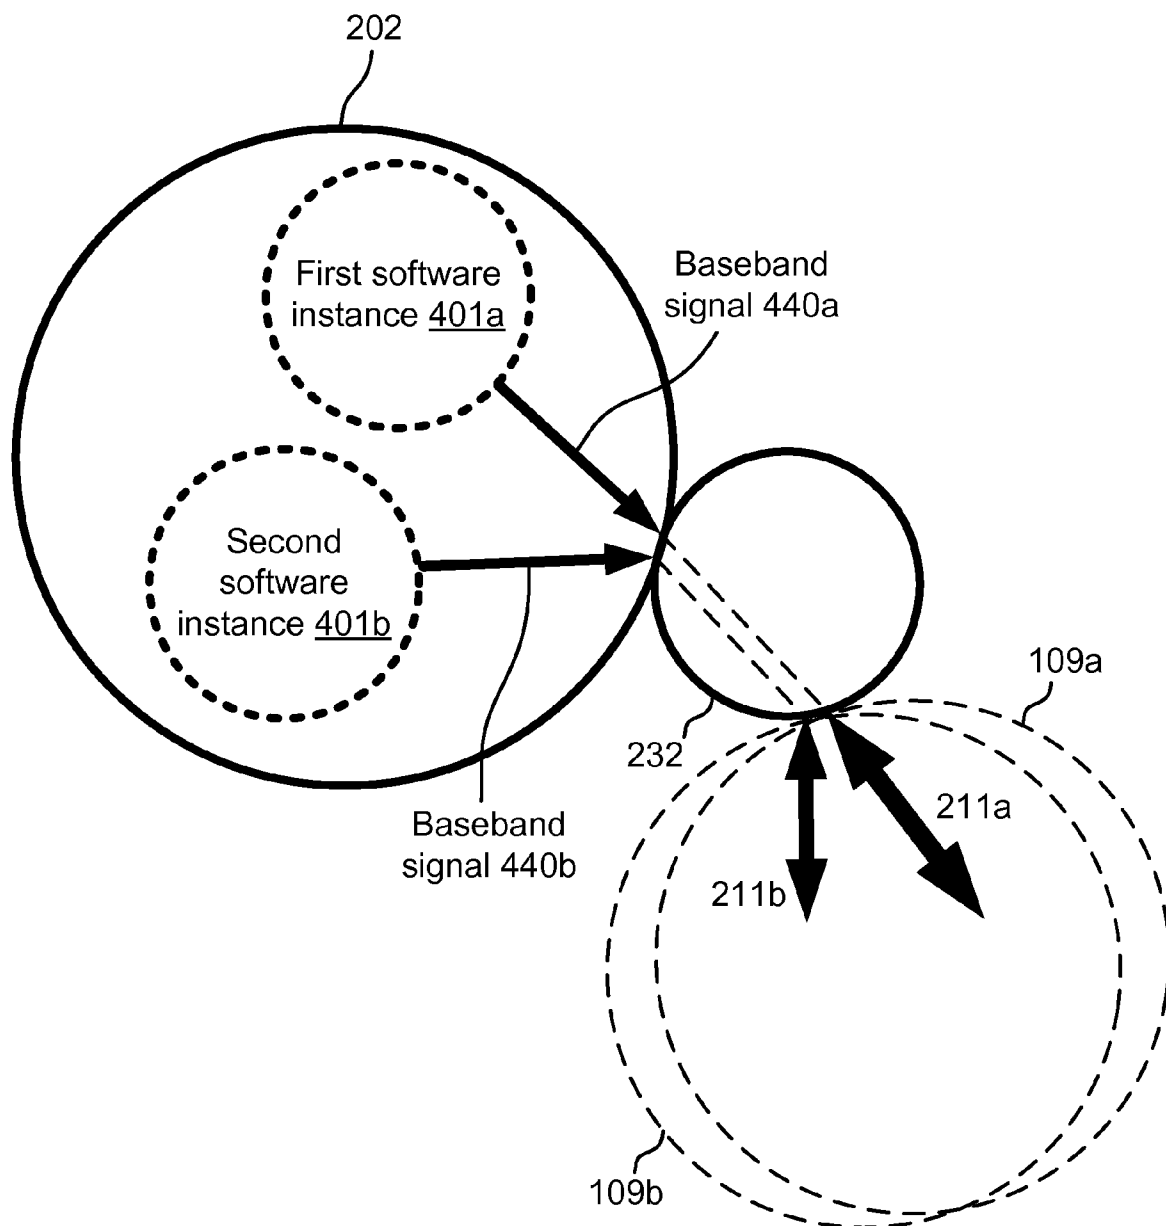 202
First software
instance 401a
Baseband
signal 440a
Second
software
instance 401b
109a
232
211a
Baseband
signal 440b
211b
109b